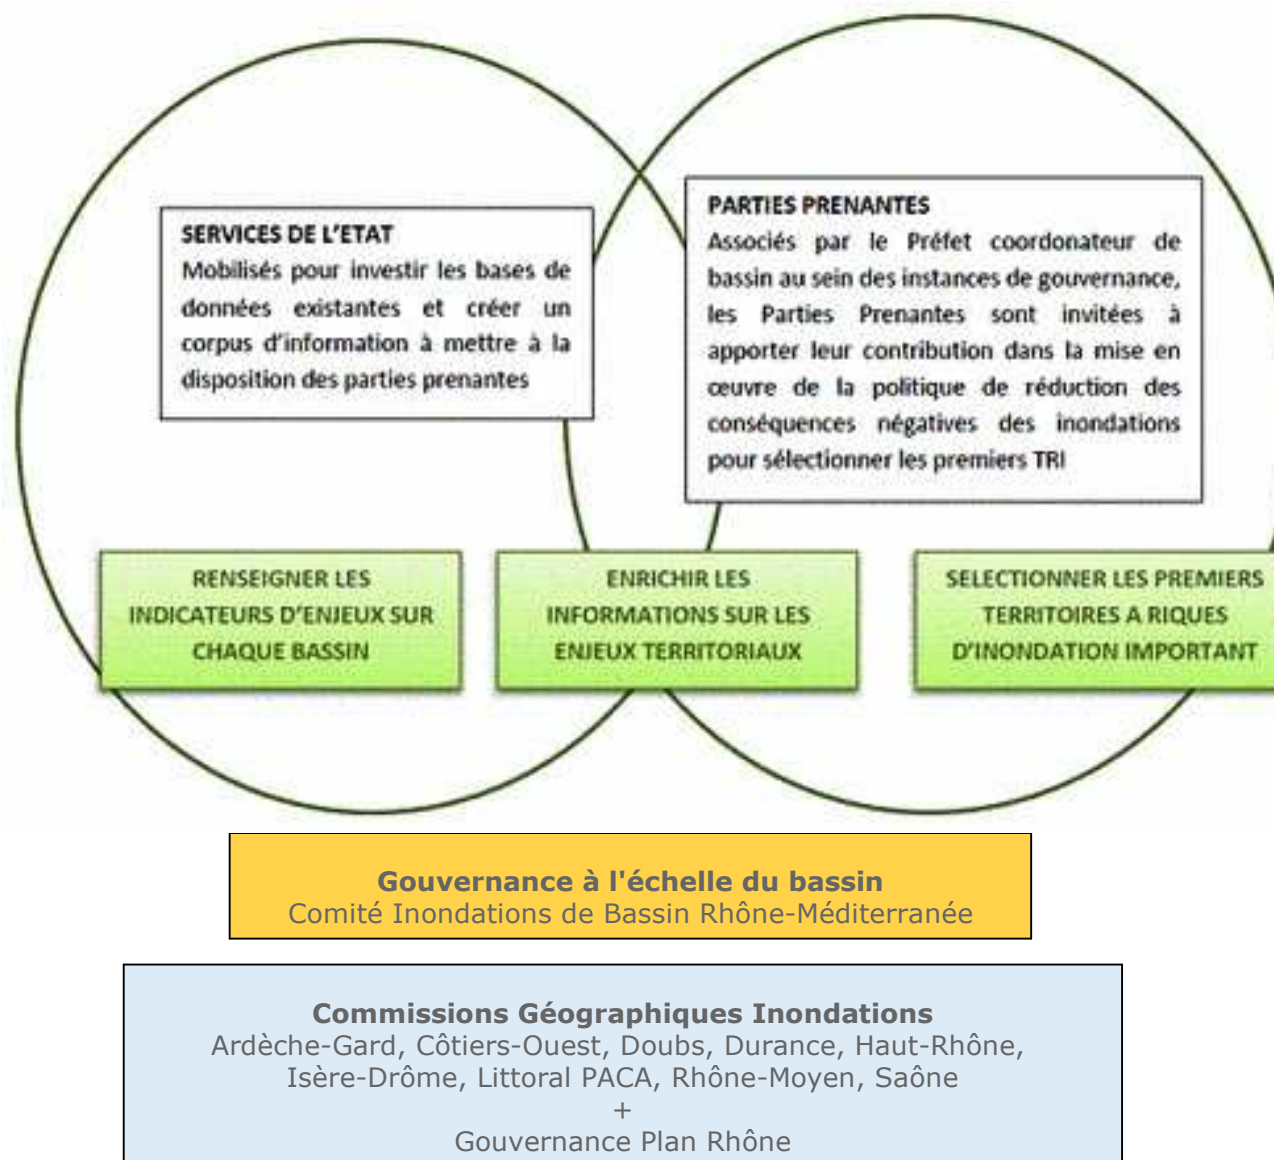 SERVICES DE L'ETAT
Mobilisés pour investir les bases de
données existantes et créer un
corpus d'information à mettre à la
disposition des parties prenantes
PARTIES PRENANTES
Associés par le Préfet coordonateur de
bassin au sein des instances de gouvernance,
les Parties Prenantes sont invitées à
apporter leur contribution dans la mise en
œuvre de la politique de réduction des
conséquences négatives des inondations
pour sélectionner les premiers TRI
RENSEIGNER LES
INDICATEURS D'ENJEUX SUR
CHAQUE BASSIN
ENRICHIR LES
INFORMATIONS SUR LES
ENJEUX TERRITORIAUX
SELECTIONNER LES PREMIERS
TERRITOIRES A RIQUES
D'INONDATION IMPORTANT
Gouvernance à l'échelle du bassin
Comité Inondations de Bassin Rhône-Méditerranée
Commissions Géographiques Inondations
Ardèche-Gard, Côtiers-Ouest, Doubs, Durance, Haut-Rhône,
Isère-Drôme, Littoral PACA, Rhône-Moyen, Saône
+
Gouvernance Plan Rhône